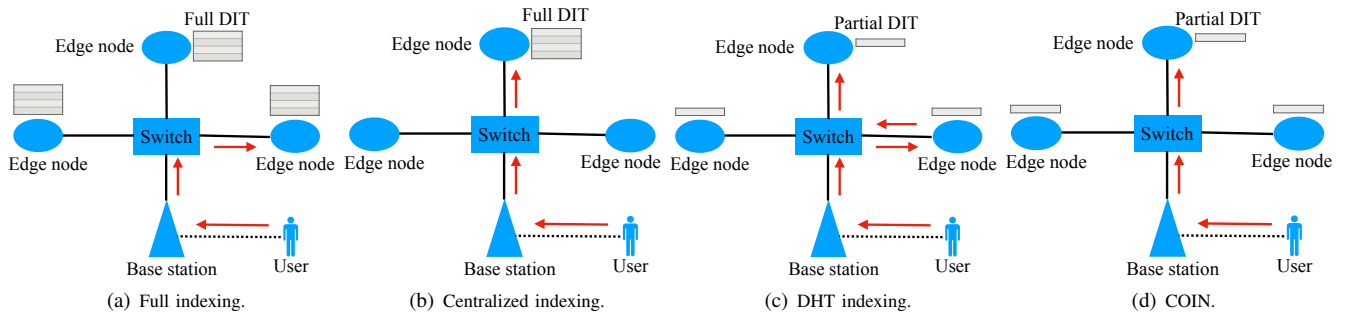 Full DIT
Edge node
Switch
Edge node
Edge node
Base station
User
(a) Full indexing.
Full DIT
Edge node
Switch
Edge node
Edge node
Base station
User
(b) Centralized indexing.
Partial DIT
Edge node
Switch
Edge node
Edge node
Base station
User
(c) DHT indexing.
Partial DIT
Edge node
Switch
Edge node
Edge node
Base station
User
(d) COIN.